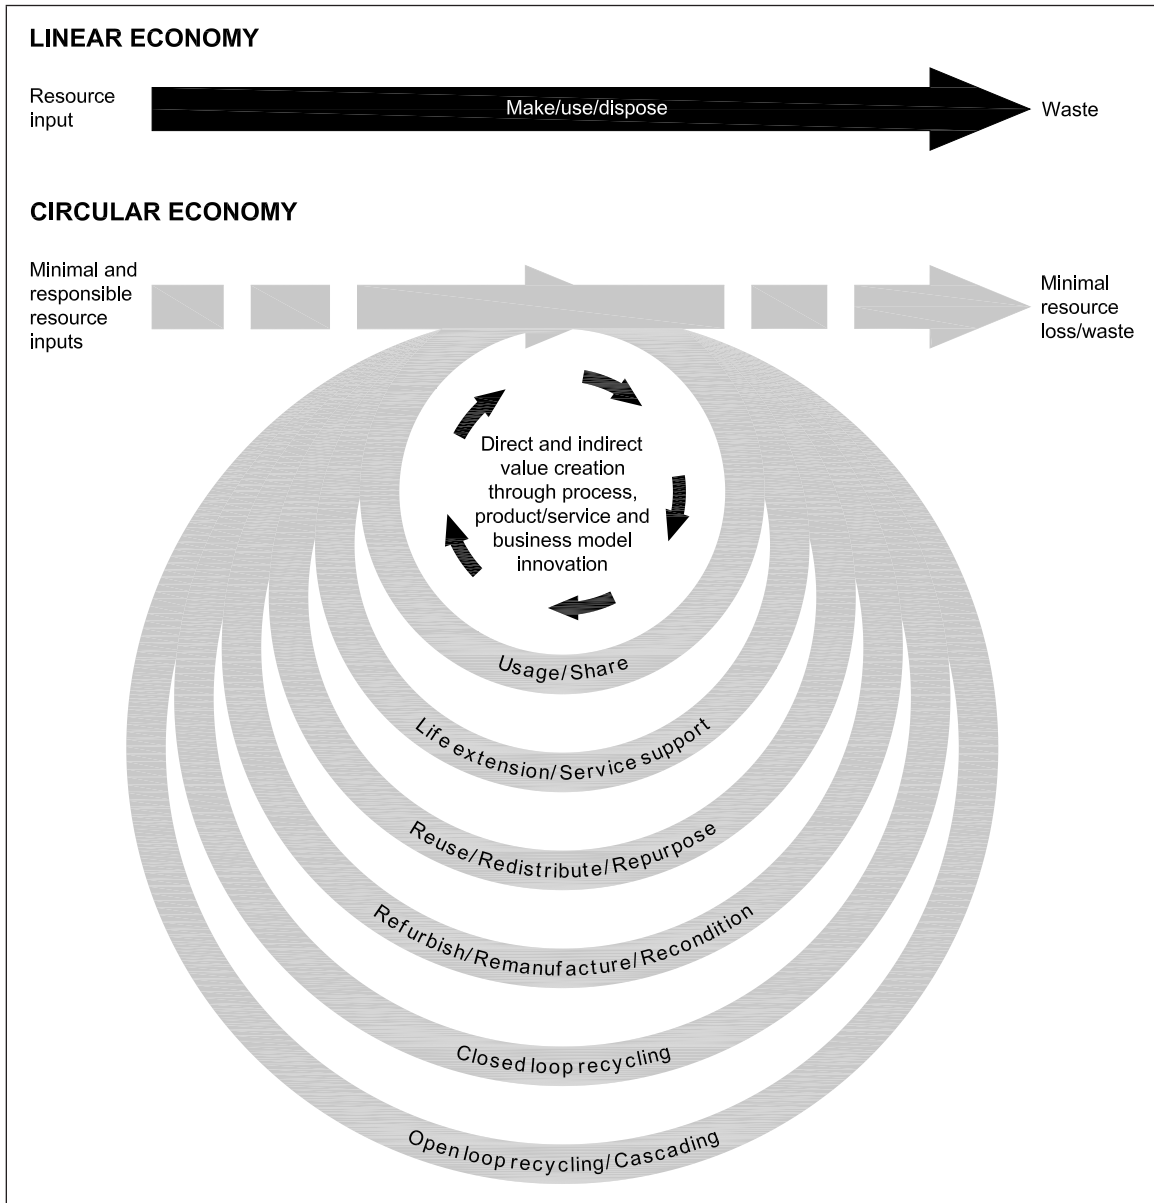 LINEAR ECONOMY
Resource
input
Make/use/dispose
Waste
CIRCULAR ECONOMY
Minimal and
responsible
resource
inputs
Minimal
resource
loss/waste
Direct and indirect
value creation
through process,
product/service and
business model
innovation
Usage/Share
Life extension/Service support
Reuse/Redistribute/Repurpose
Refurbish/Remanufacture/Recondition
Closed loop recycling
Open loop recycling/Cascading